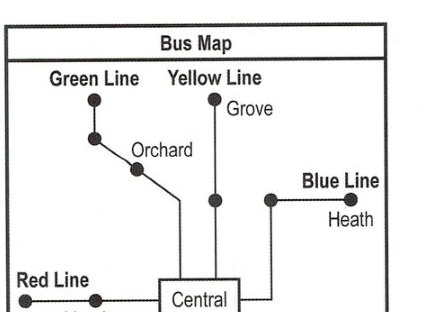 Bus Map
Green Line
Yellow Line
Grove
Orchard
Blue Line
Heath
Red Line
Central